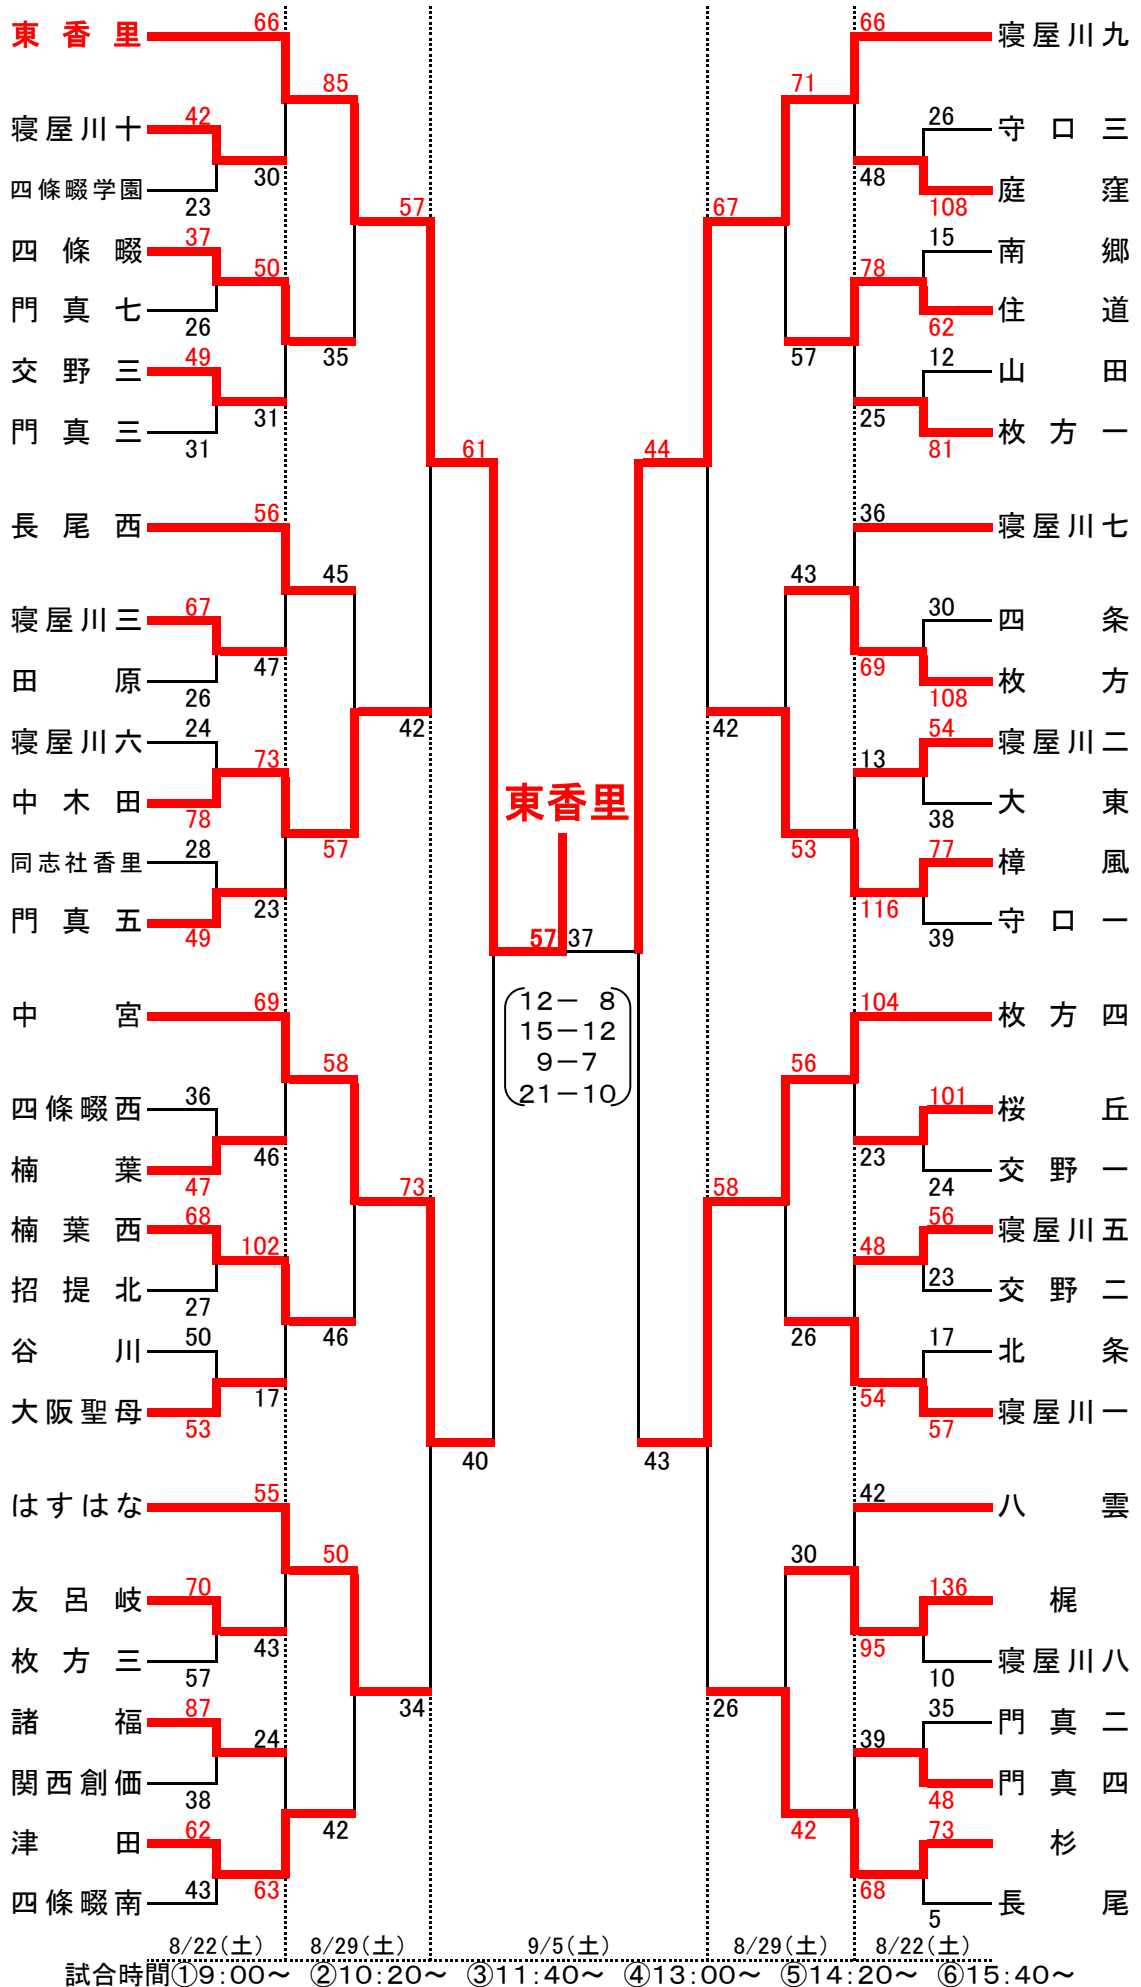 東香里
66
寝屋川十
42
30
四條畷学園
23
85
四條畷
37
50
門真七
26
35
交野三
49
31
門真三
31
57
長尾西
56
45
寝屋川三
67
47
田原
26
42
寝屋川六
24
73
中木田
78
57
同志社香里
28
23
門真五
49
61
中宮
69
58
四條畷西
36
46
楠葉
47
73
楠葉西
68
102
招提北
27
46
谷川
50
17
大阪聖母
53
40
はすはな
55
50
友呂岐
70
43
枚方三
57
34
諸福
87
24
関西創価
38
42
津田
62
63
四條畷南
43
東香里
57 37
12－ 8
15－12
9－7
21－10
66
寝屋川九
71
26
守口三
48
108
庭窪
67
15
南郷
78
62
住道
57
12
山田
25
81
枚方一
44
36
寝屋川七
43
30
四条
69
108
枚方
42
54
寝屋川二
13
38
大東
53
77
樟風
116
39
守口一
104
枚方四
56
101
桜丘
23
24
交野一
58
56
寝屋川五
48
23
交野二
26
17
北条
54
57
寝屋川一
43
42
八雲
30
136
梶
95
10
寝屋川八
26
35
門真二
39
48
門真四
42
73
杉
68
5
長尾
8/22(土) 8/29(土) 9/5(土) 8/29(土) 8/22(土)
試合時間①9:00～ ②10:20～ ③11:40～ ④13:00～ ⑤14:20～ ⑥15:40～